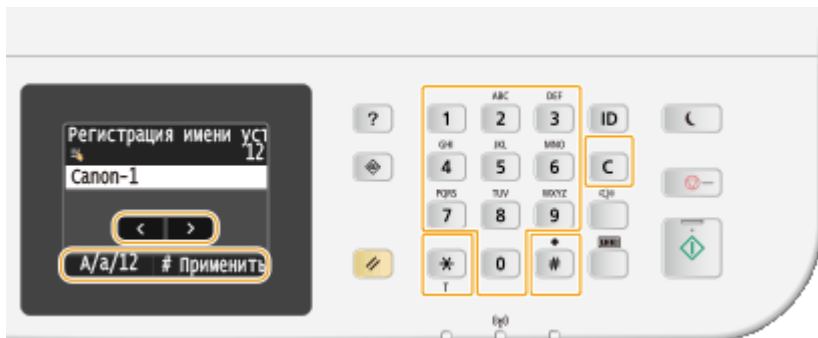 Регистрация имени уст
12
Canon-1
< >
A/a/12 # Применить
?
ABC DEF
1 2 3 ID
GHI JKL MNO
4 5 6 C
PQRS TUV WXYZ
7 8 9
* 0 #
T